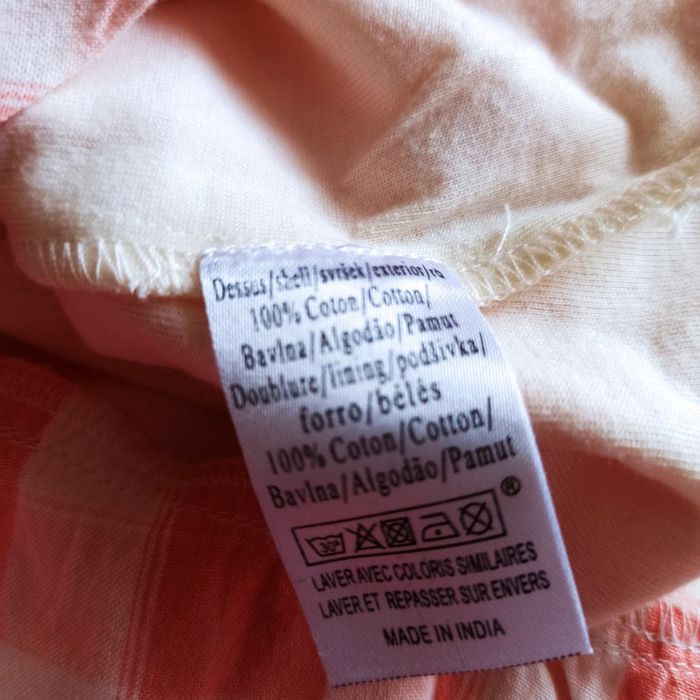 Dessus/shell/svršek/exterior/
100% Coton/Cotton/
Bavlna/Algodão/Pamut
Doublure/lining/podšívka/
forro/bélés
100% Coton/Cotton/
Bavlna/Algodão/Pamut
30°
®
LAVER AVEC COLORIS SIMILAIRES
LAVER ET REPASSER SUR ENVERS
MADE IN INDIA